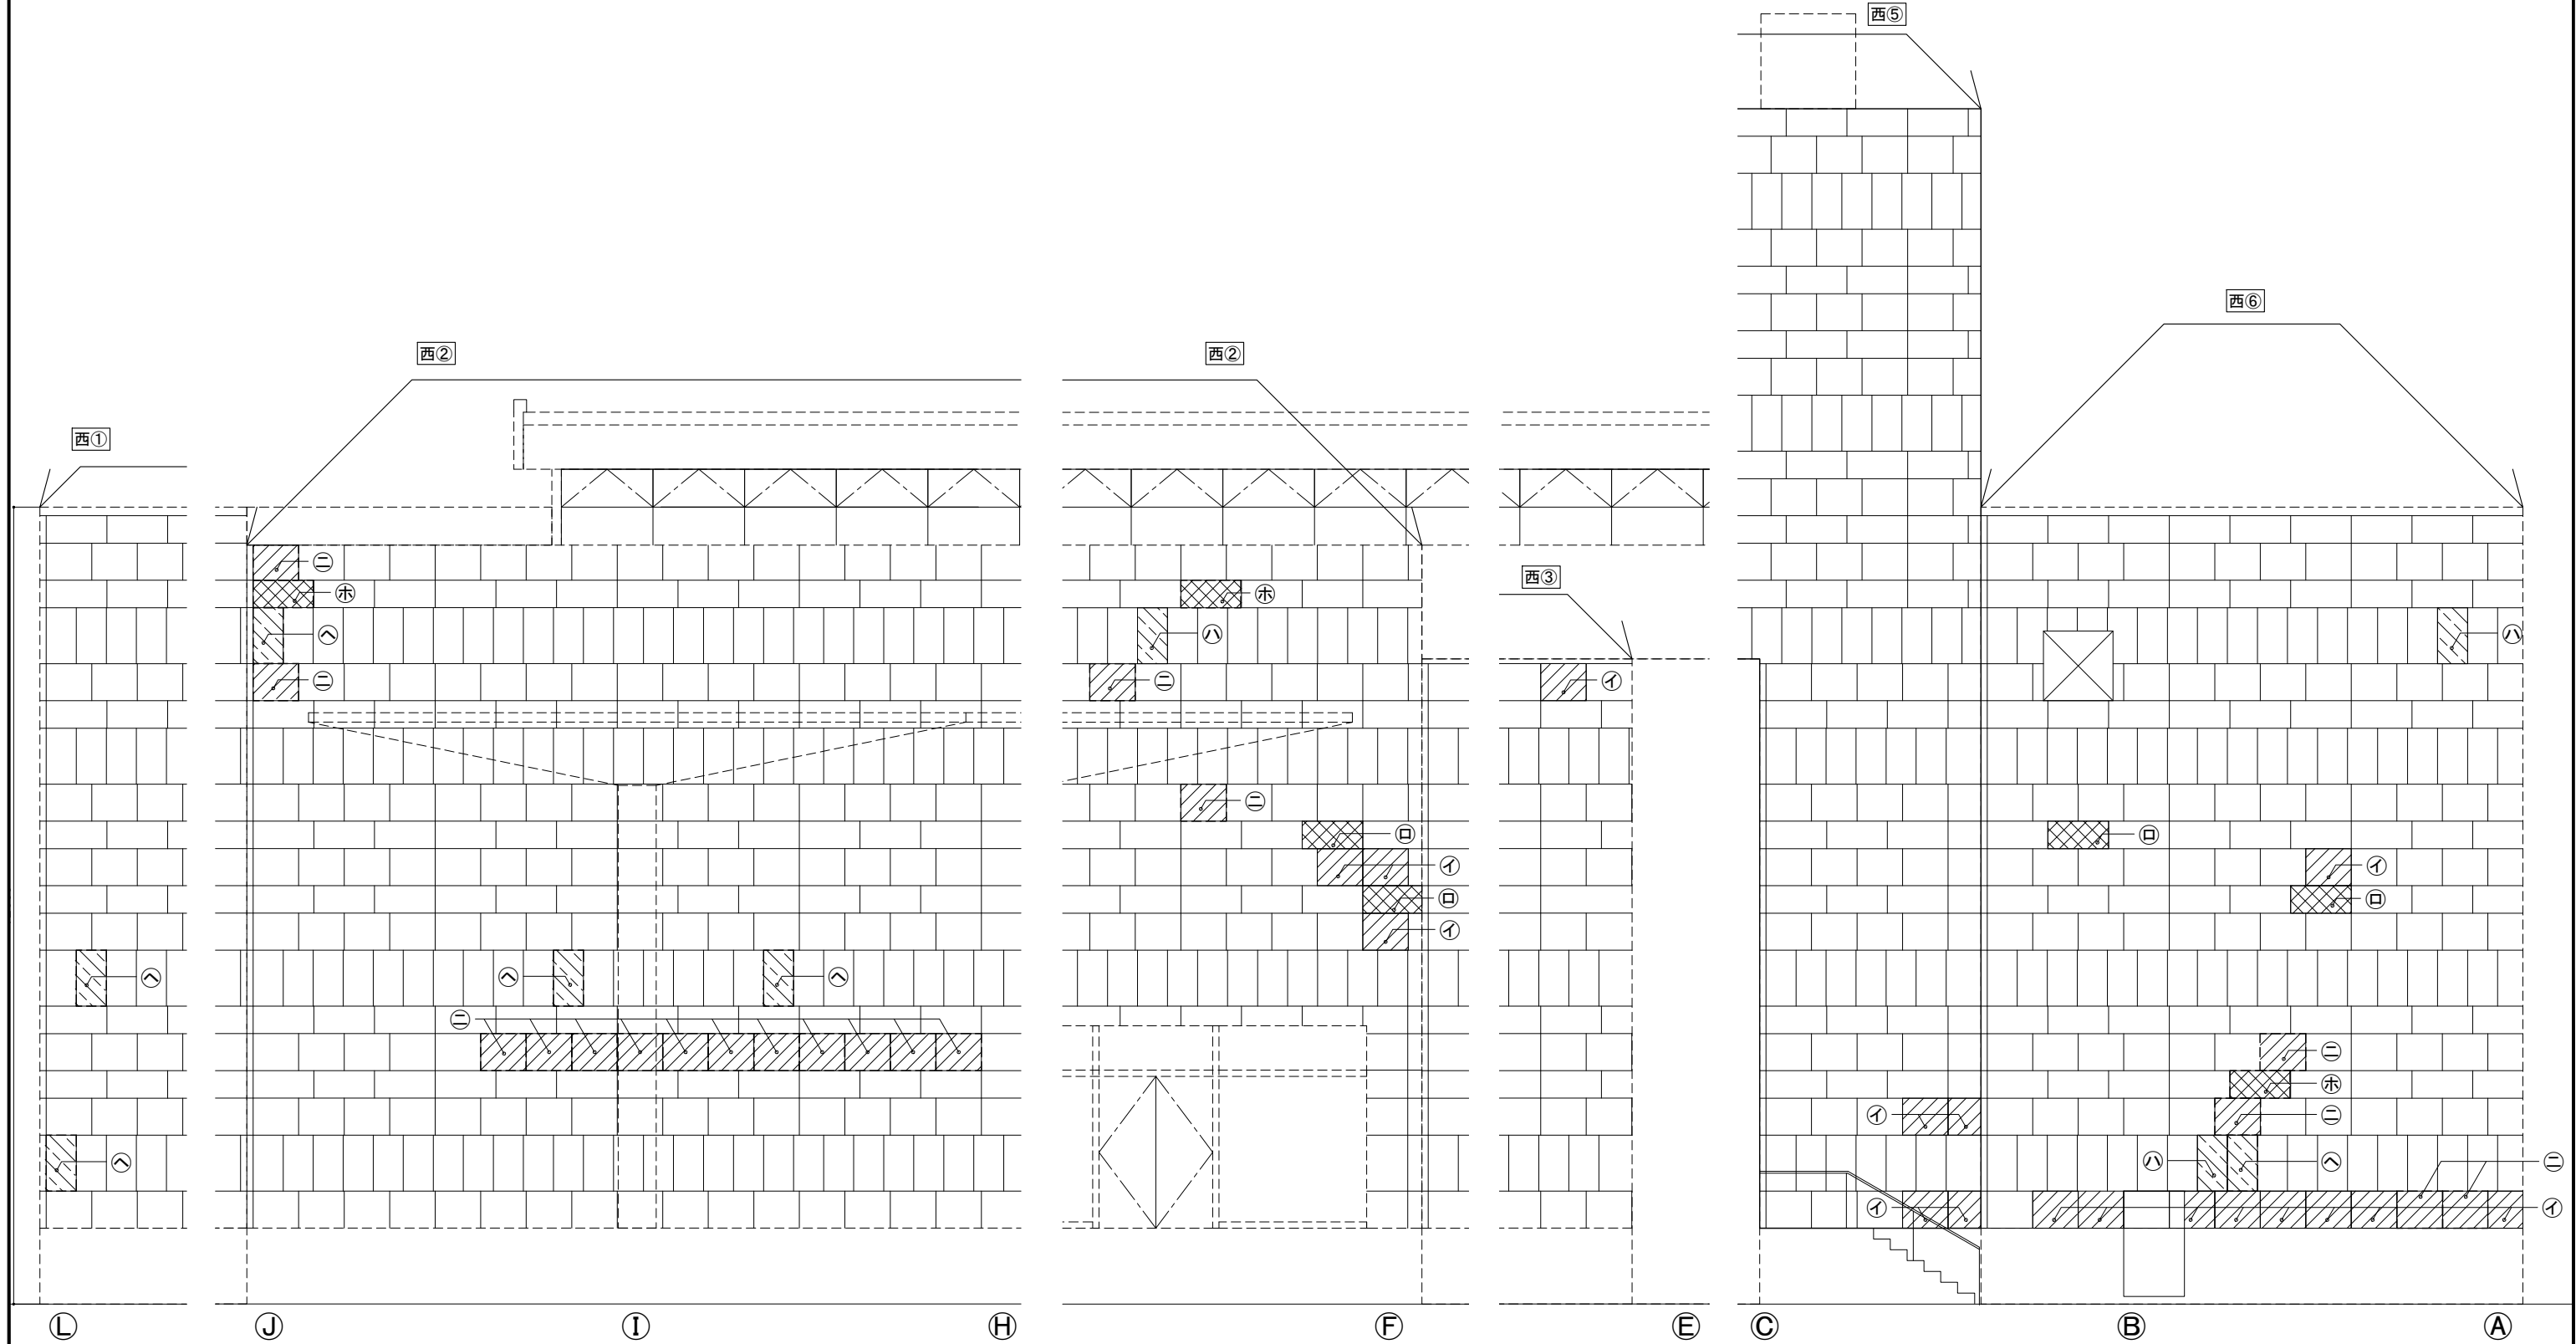 西⑤
西⑥
西② 西②
西①
㊁
西③
㋭ ㋭
㋬ ㋩ ㋩
㊁ ㊁ ㋑
㊁
㋺ ㋺
㋑ ㋑
㋺ ㋺
㋑
㋬ ㋬ ㋬
㊁
㊁
㋭
㋑ ㊁
㋬ ㋩ ㋬ ㊁
㋑ ㋑
Ⓛ Ⓙ Ⓘ Ⓗ Ⓕ Ⓔ Ⓒ Ⓑ Ⓐ